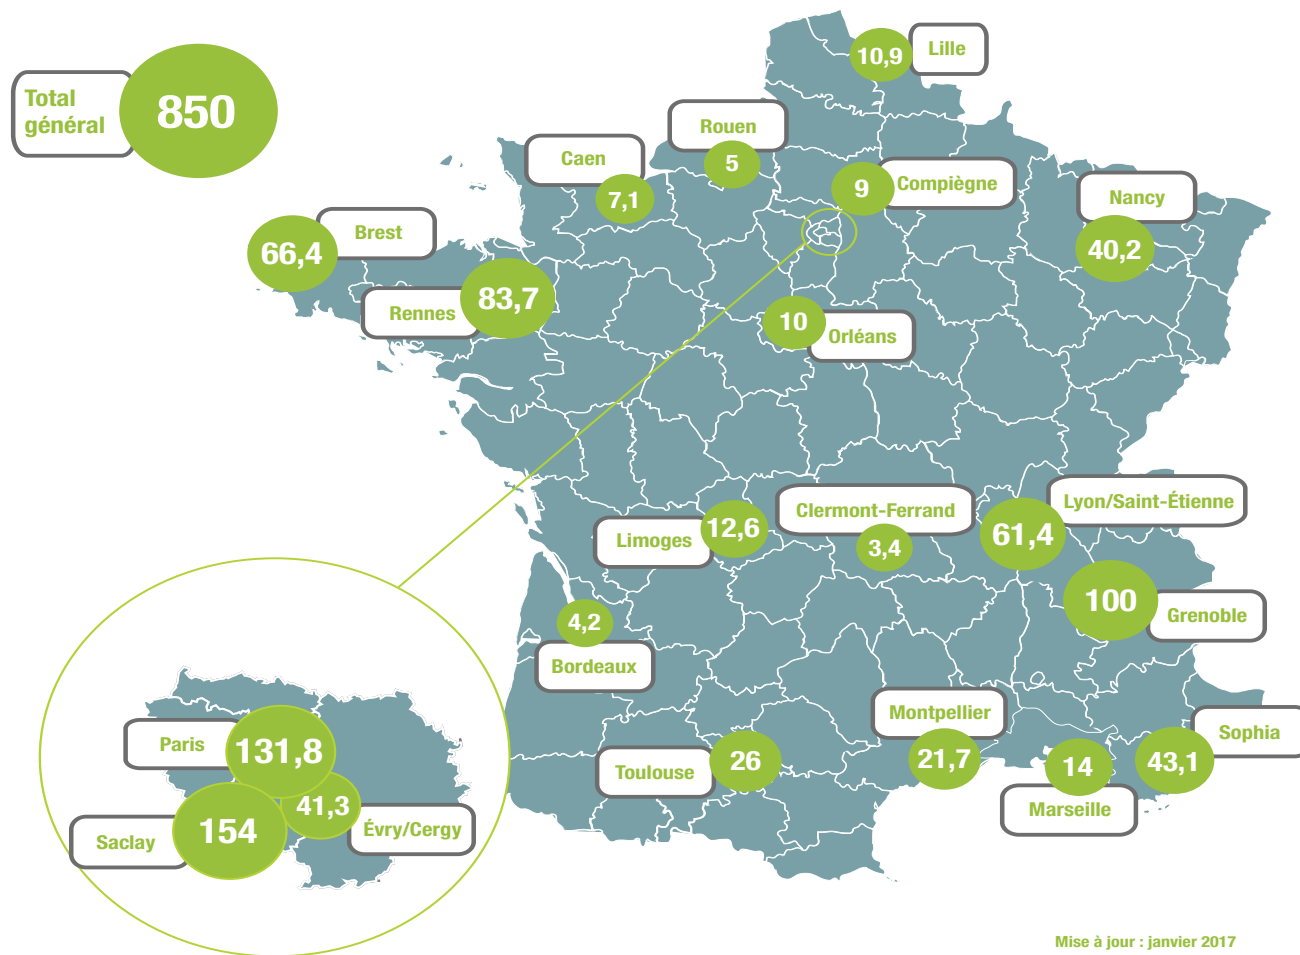 Total
général
850
10,9
Lille
Rouen
5
Caen
7,1
9
Compiègne
Nancy
40,2
Brest
66,4
Rennes
83,7
10
Orléans
Clermont-Ferrand
3,4
Lyon/Saint-Étienne
61,4
Limoges
12,6
100
Grenoble
4,2
Bordeaux
Montpellier
21,7
Sophia
43,1
Toulouse
26
14
Marseille
Paris
131,8
41,3
Évry/Cergy
Saclay
154
Mise à jour : janvier 2017